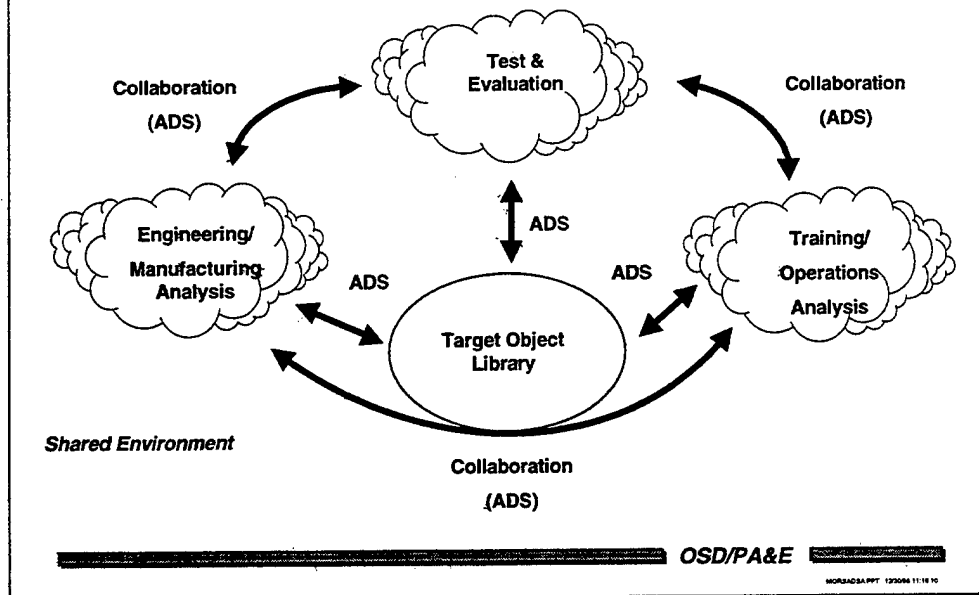 Test &
Evaluation
Collaboration
(ADS)
Collaboration
(ADS)
Engineering/
Manufacturing
Analysis
ADS
ADS
ADS
Training/
Operations
Analysis
Target Object
Library
Shared Environment
Collaboration
(ADS)
OSD/PA&E